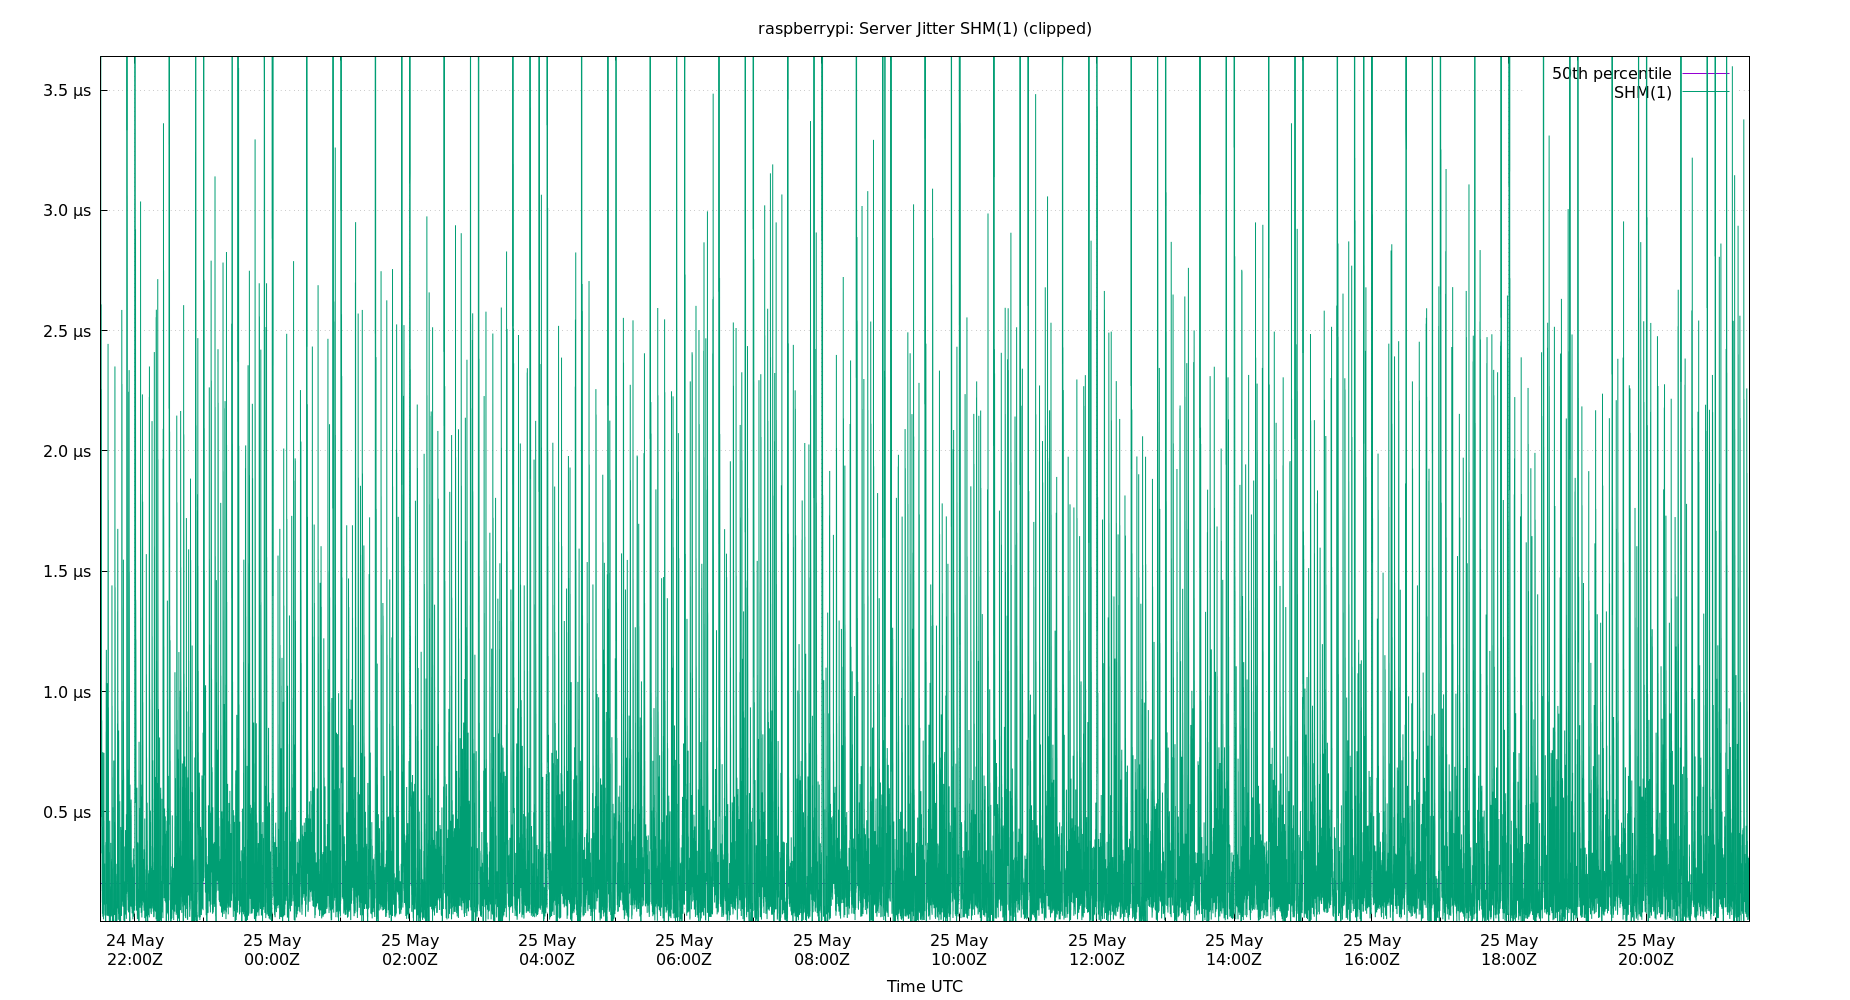 raspberrypi: Server Jitter SHM(1) (clipped)
50th percentile
SHM(1)
3.5 µs
3.0 µs
2.5 µs
2.0 µs
1.5 µs
1.0 µs
0.5 µs
24 May 25 May 25 May 25 May 25 May 25 May 25 May 25 May 25 May 25 May 25 May 25 May
22:00Z 00:00Z 02:00Z 04:00Z 06:00Z 08:00Z 10:00Z 12:00Z 14:00Z 16:00Z 18:00Z 20:00Z
Time UTC